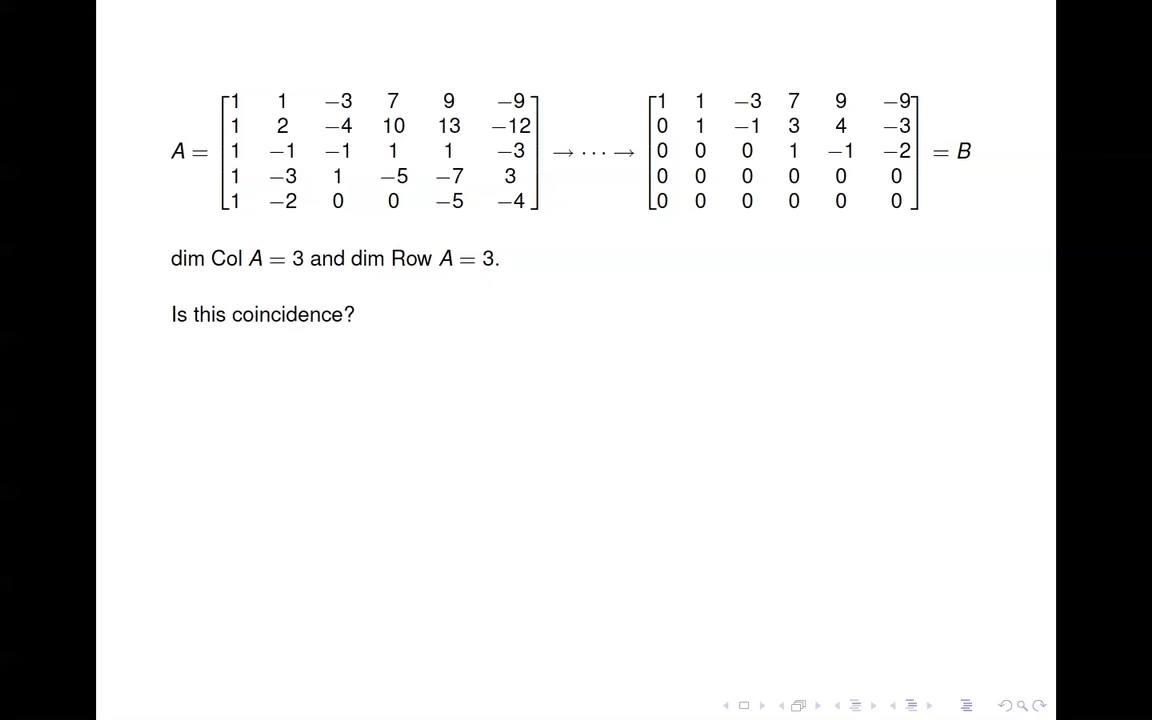 A = [1 1 −3 7 9 −9; 1 2 −4 10 13 −12; 1 −1 −1 1 1 −3; 1 −3 1 −5 −7 3; 1 −2 0 0 −5 −4] → ⋯ → [1 1 −3 7 9 −9; 0 1 −1 3 4 −3; 0 0 0 1 −1 −2; 0 0 0 0 0 0; 0 0 0 0 0 0] = B
dim Col A = 3 and dim Row A = 3.
Is this coincidence?